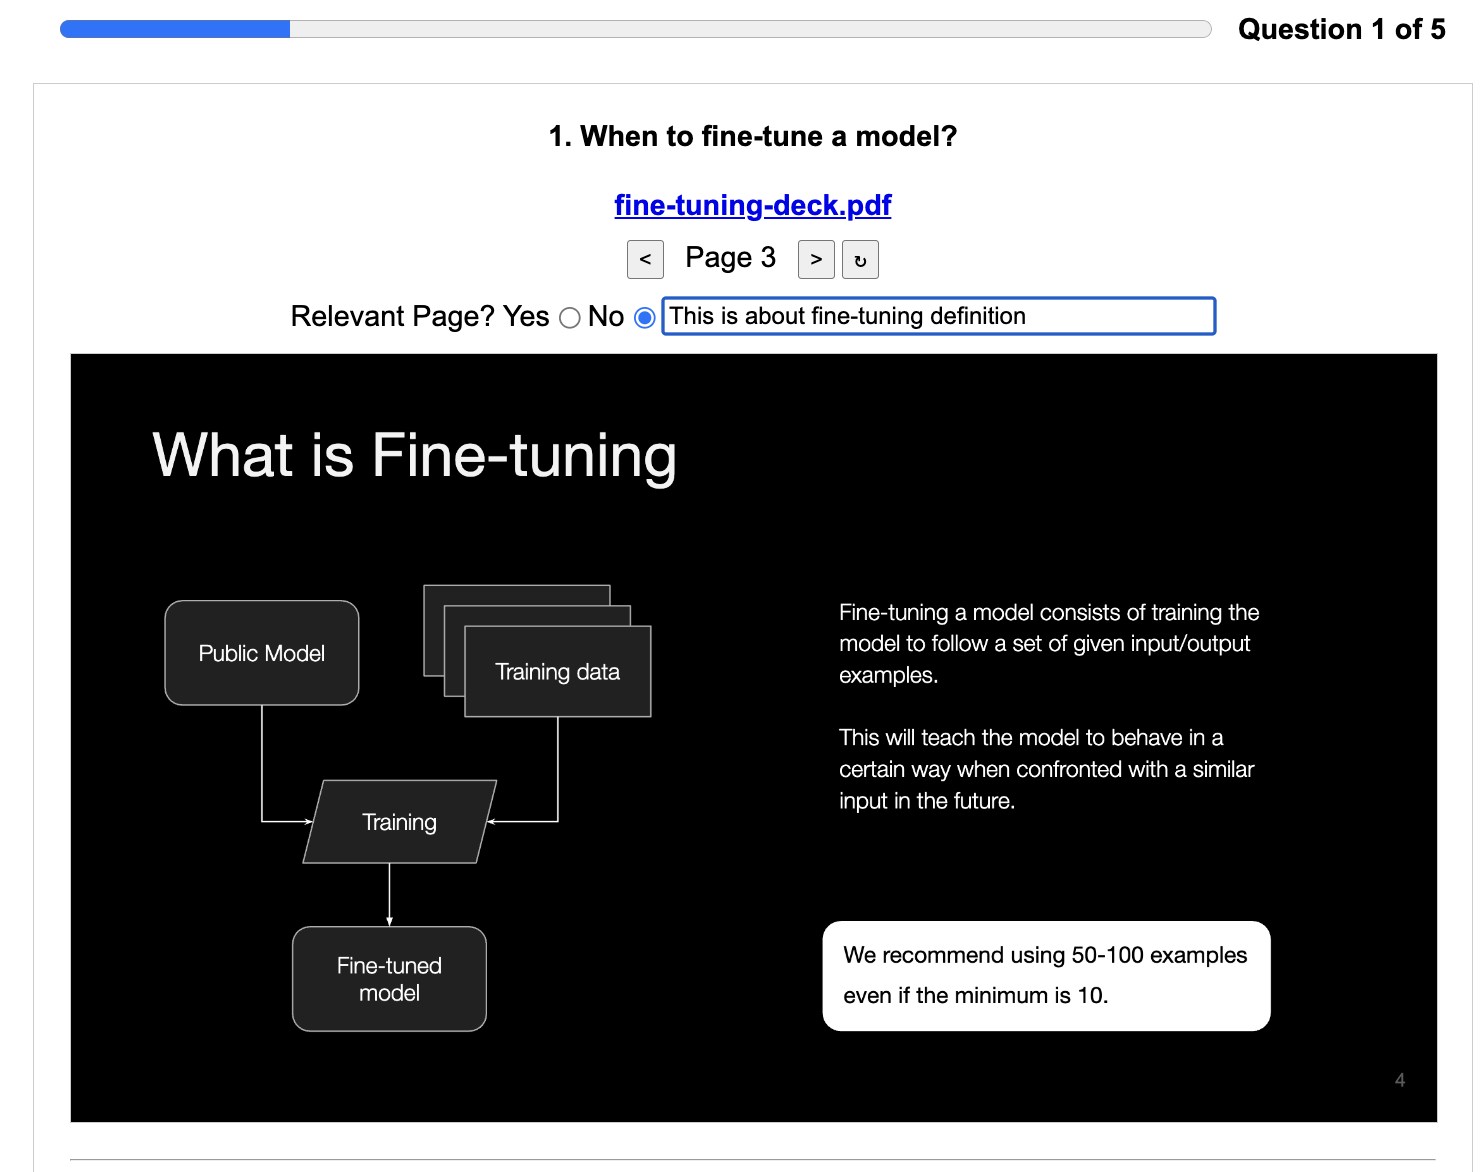 Question 1 of 5
1. When to fine-tune a model?
fine-tuning-deck.pdf
< Page 3 > ↻
Relevant Page? Yes No This is about fine-tuning definition
What is Fine-tuning
Public Model
Training data
Training
Fine-tuned
model
Fine-tuning a model consists of training the
model to follow a set of given input/output
examples.
This will teach the model to behave in a
certain way when confronted with a similar
input in the future.
We recommend using 50-100 examples
even if the minimum is 10.
4